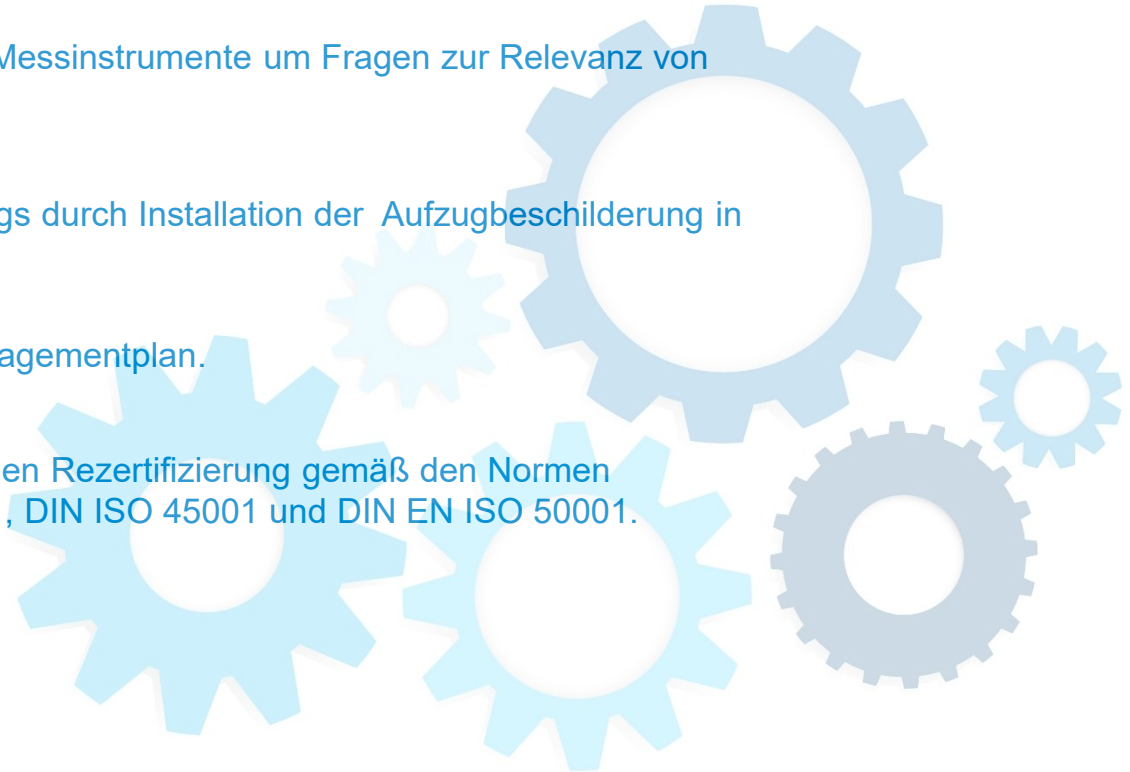 Messinstrumente um Fragen zur Relevanz von
gs durch Installation der Aufzugbeschilderung in
agementplan.
en Rezertifizierung gemäß den Normen
, DIN ISO 45001 und DIN EN ISO 50001.